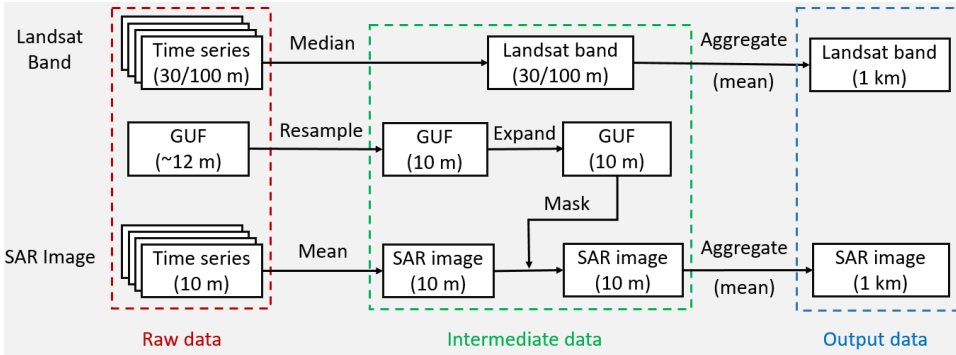 Landsat
Band
Time series
(30/100 m)
Median
Landsat band
(30/100 m)
Aggregate
(mean)
Landsat band
(1 km)
GUF
(~12 m)
Resample
GUF
(10 m)
Expand
GUF
(10 m)
Mask
SAR Image
Time series
(10 m)
Mean
SAR image
(10 m)
SAR image
(10 m)
Aggregate
(mean)
SAR image
(1 km)
Raw data
Intermediate data
Output data